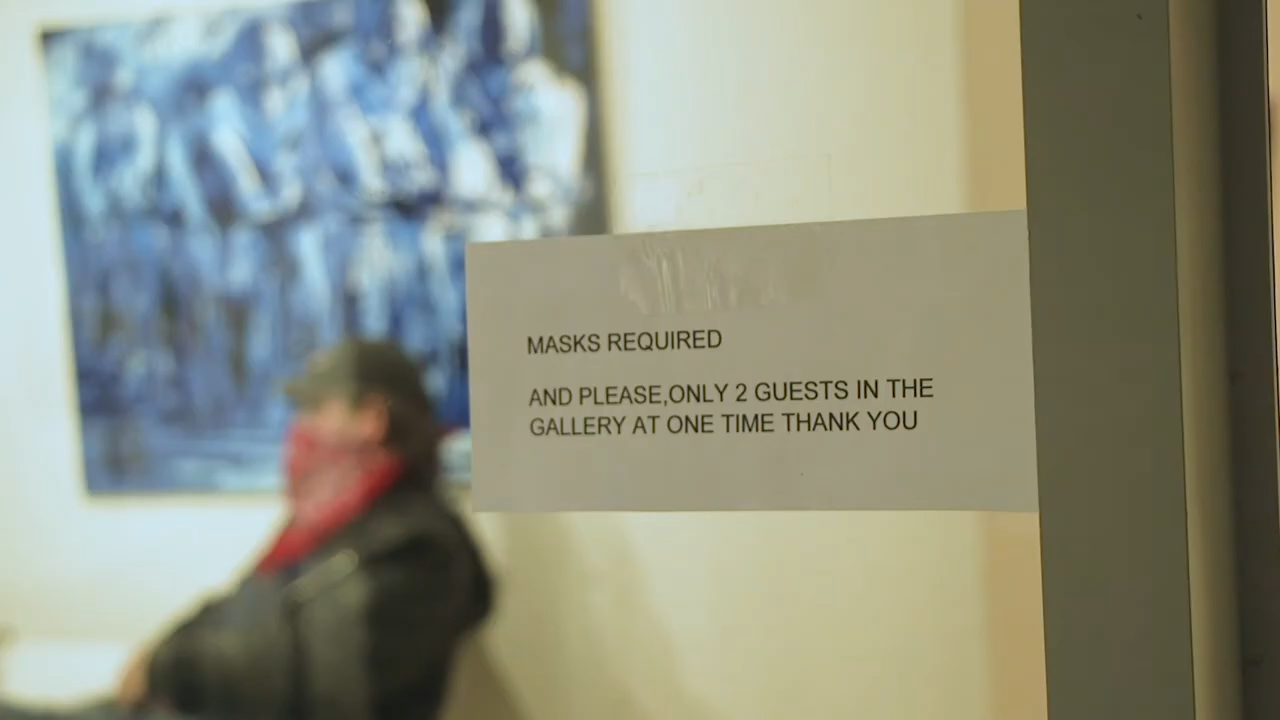 MASKS REQUIRED
AND PLEASE,ONLY 2 GUESTS IN THE
GALLERY AT ONE TIME THANK YOU